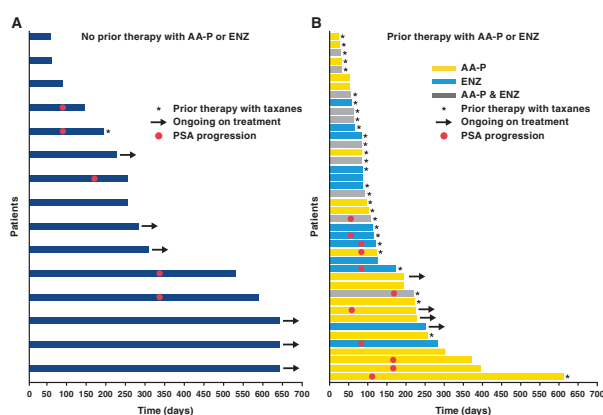 A
No prior therapy with AA-P or ENZ
* Prior therapy with taxanes
Ongoing on treatment
PSA progression
Patients
*
0 50 100 150 200 250 300 350 400 450 500 550 600 650 700
Time (days)
B
Prior therapy with AA-P or ENZ
AA-P
ENZ
AA-P & ENZ
* Prior therapy with taxanes
Ongoing on treatment
PSA progression
Patients
0 50 100 150 200 250 300 350 400 450 500 550 600 650 700
Time (days)